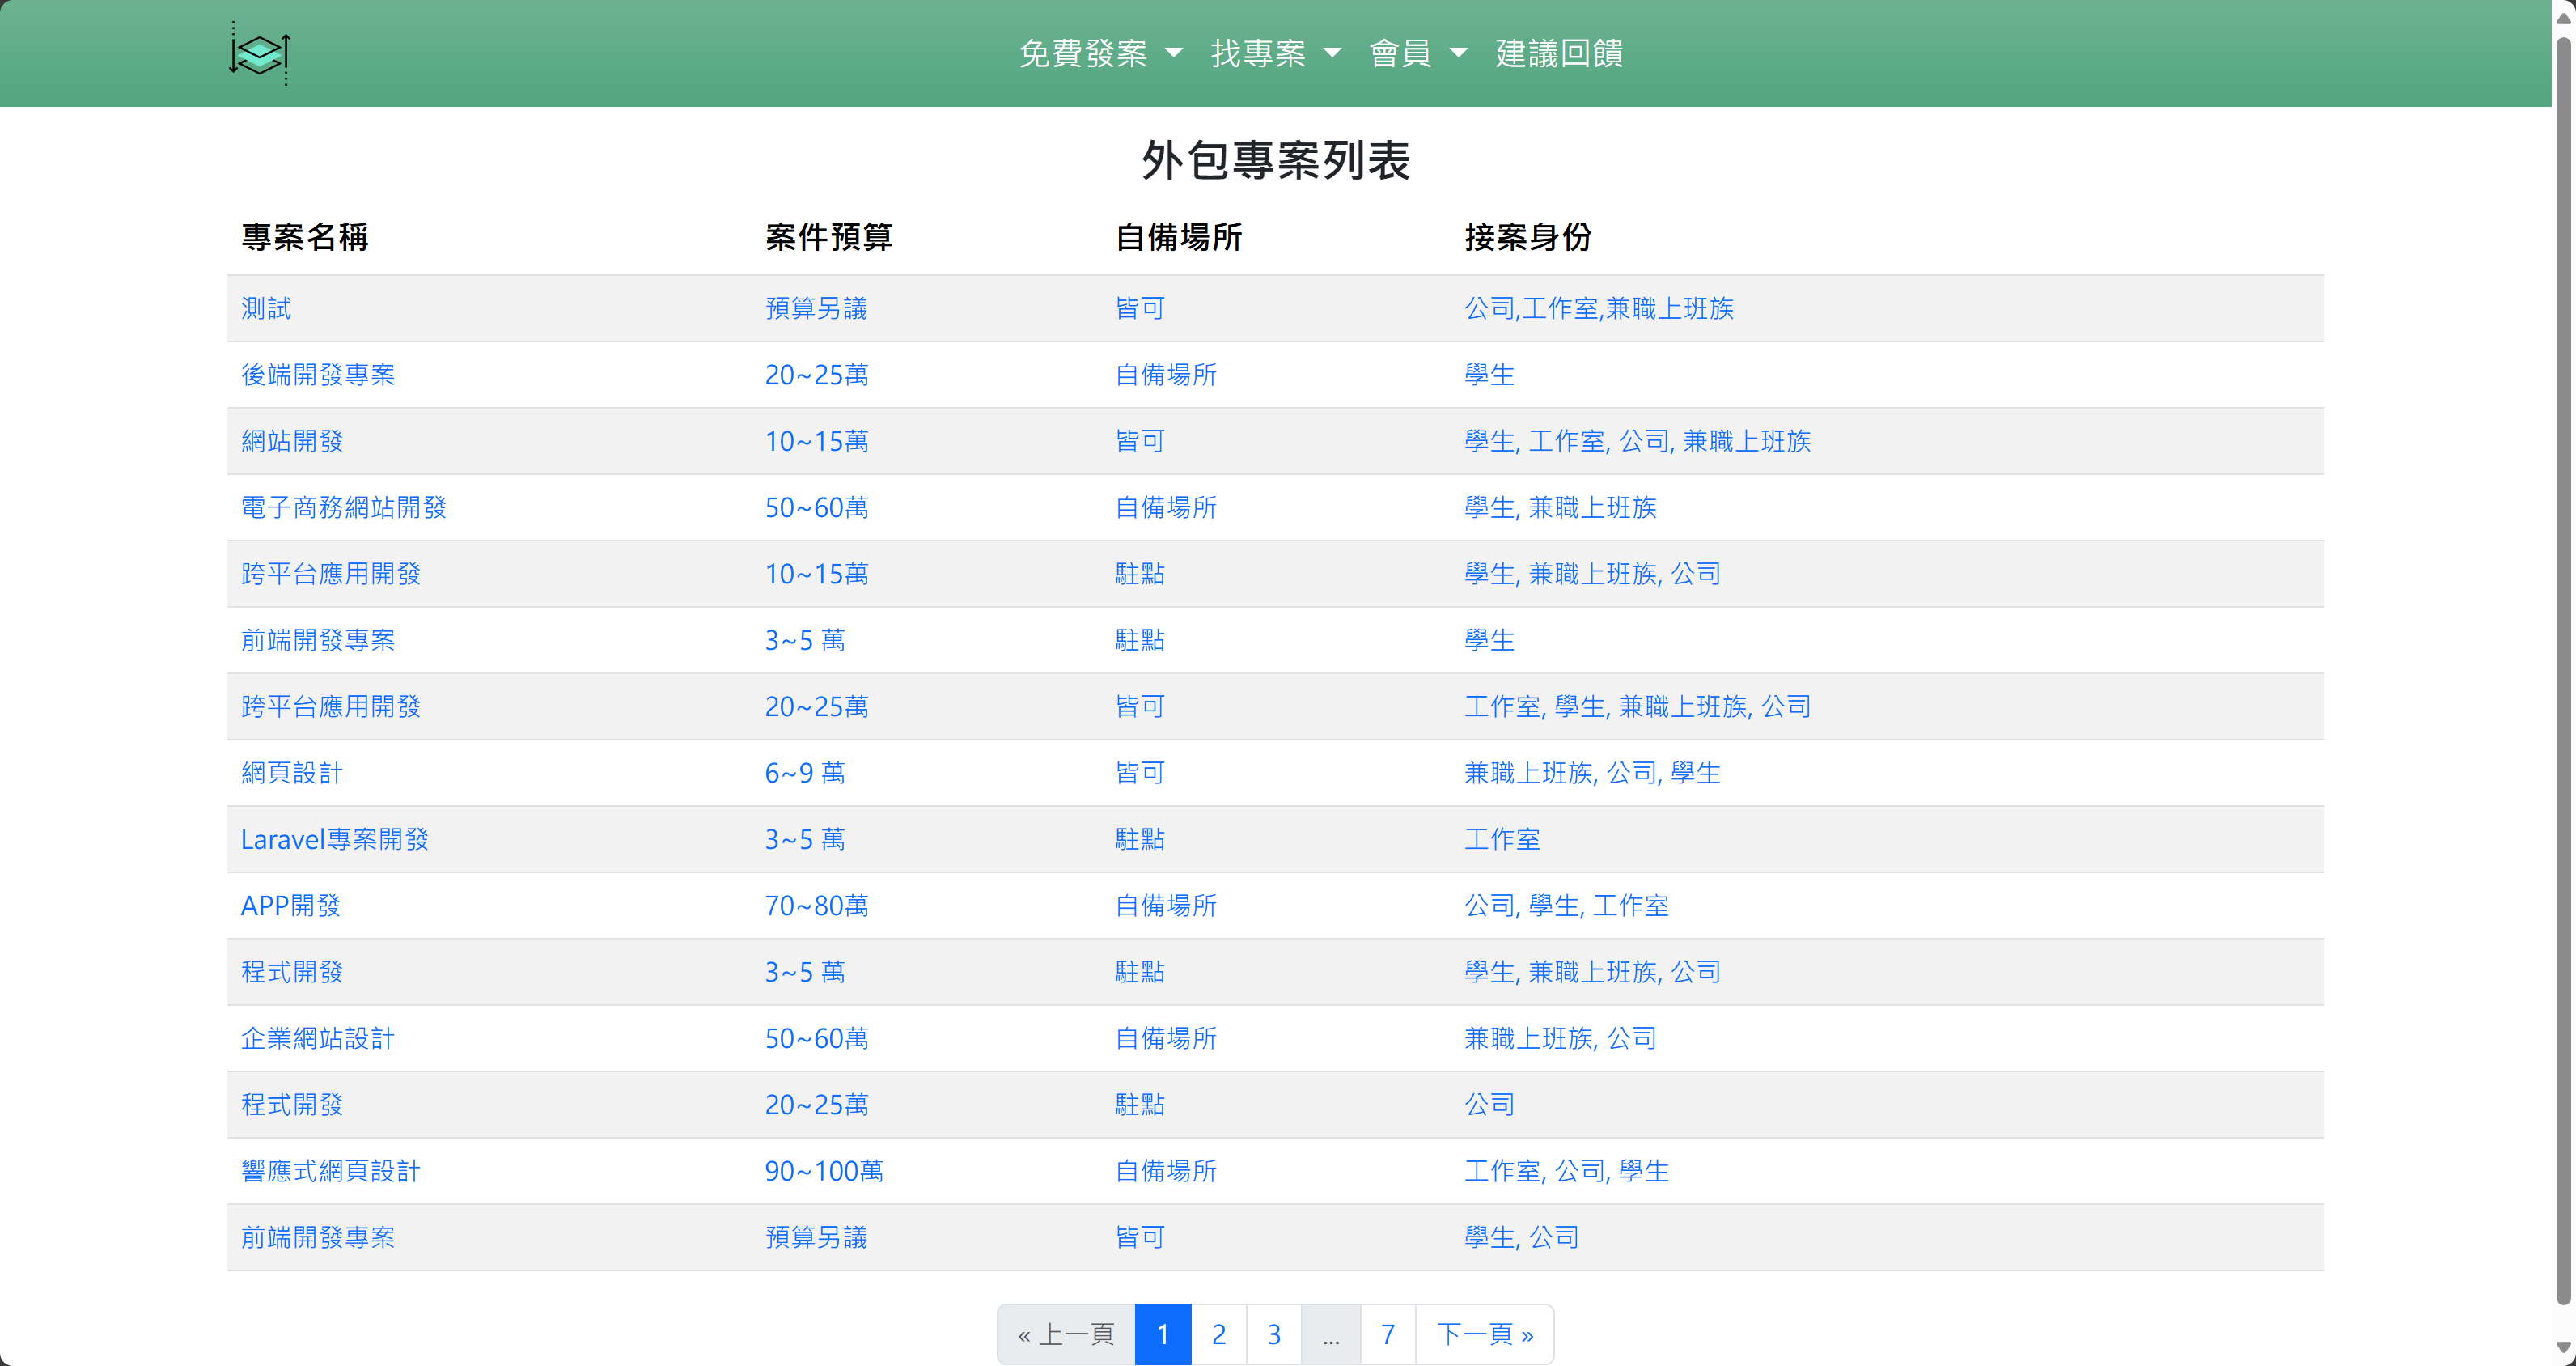 免費發案 找專案 會員 建議回饋
外包專案列表
專案名稱 案件預算 自備場所 接案身份
測試 預算另議 皆可 公司,工作室,兼職上班族
後端開發專案 20~25萬 自備場所 學生
網站開發 10~15萬 皆可 學生, 工作室, 公司, 兼職上班族
電子商務網站開發 50~60萬 自備場所 學生, 兼職上班族
跨平台應用開發 10~15萬 駐點 學生, 兼職上班族, 公司
前端開發專案 3~5 萬 駐點 學生
跨平台應用開發 20~25萬 皆可 工作室, 學生, 兼職上班族, 公司
網頁設計 6~9 萬 皆可 兼職上班族, 公司, 學生
Laravel專案開發 3~5 萬 駐點 工作室
APP開發 70~80萬 自備場所 公司, 學生, 工作室
程式開發 3~5 萬 駐點 學生, 兼職上班族, 公司
企業網站設計 50~60萬 自備場所 兼職上班族, 公司
程式開發 20~25萬 駐點 公司
響應式網頁設計 90~100萬 自備場所 工作室, 公司, 學生
前端開發專案 預算另議 皆可 學生, 公司
« 上一頁 1 2 3 ... 7 下一頁 »